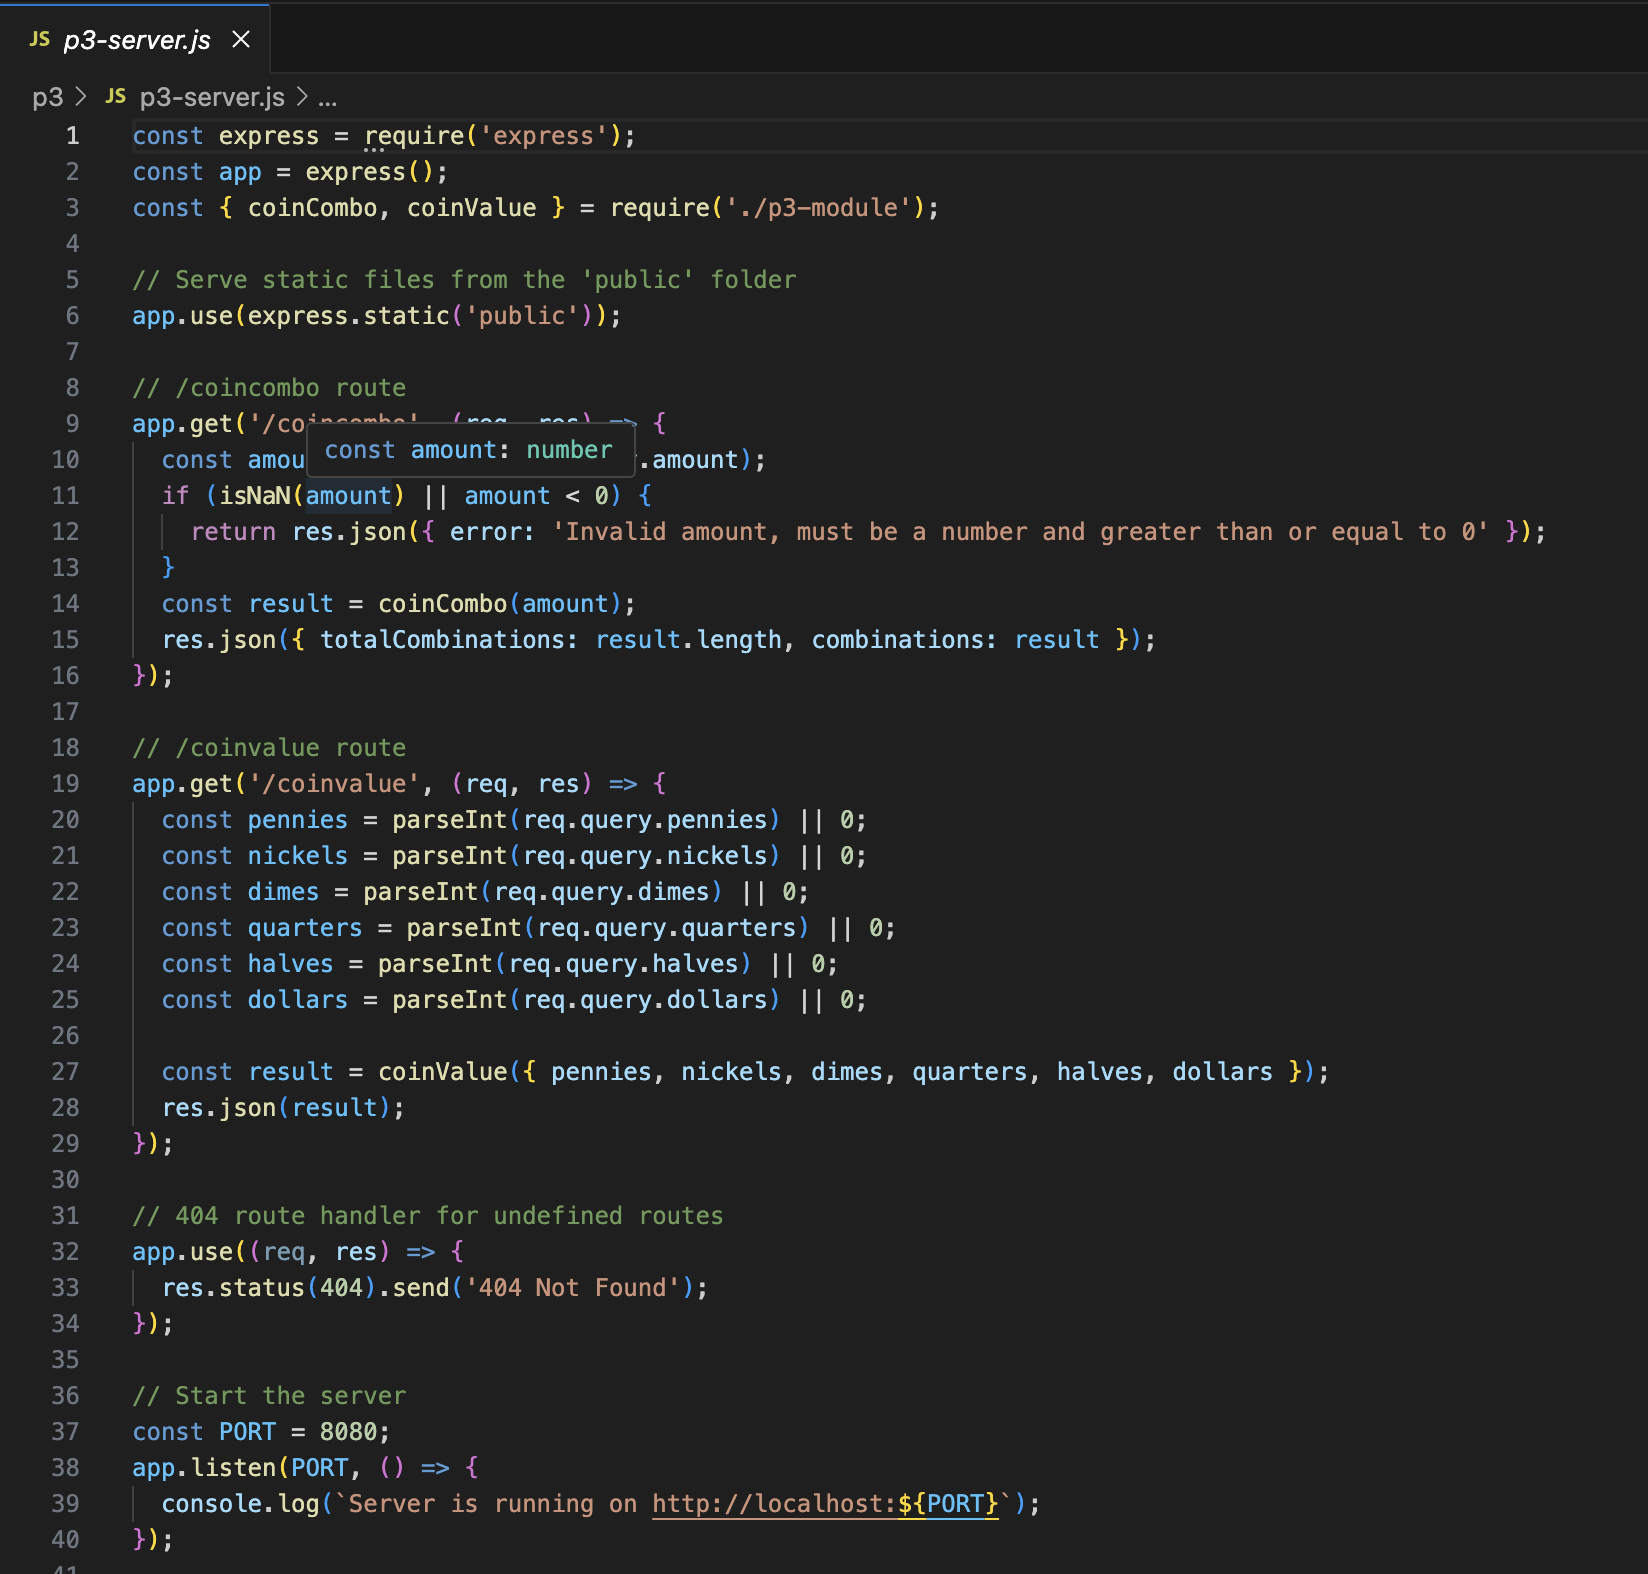 JS p3-server.js ×
p3 > JS p3-server.js > ...
1 const express = require('express');
2 const app = express();
3 const { coinCombo, coinValue } = require('./p3-module');
4
5 // Serve static files from the 'public' folder
6 app.use(express.static('public'));
7
8 // /coincombo route
9 app.get('/coincombo', (req, res) => {
const amount: number
10 const amou .amount);
11 if (isNaN(amount) || amount < 0) {
12 return res.json({ error: 'Invalid amount, must be a number and greater than or equal to 0' });
13 }
14 const result = coinCombo(amount);
15 res.json({ totalCombinations: result.length, combinations: result });
16 });
17
18 // /coinvalue route
19 app.get('/coinvalue', (req, res) => {
20 const pennies = parseInt(req.query.pennies) || 0;
21 const nickels = parseInt(req.query.nickels) || 0;
22 const dimes = parseInt(req.query.dimes) || 0;
23 const quarters = parseInt(req.query.quarters) || 0;
24 const halves = parseInt(req.query.halves) || 0;
25 const dollars = parseInt(req.query.dollars) || 0;
26
27 const result = coinValue({ pennies, nickels, dimes, quarters, halves, dollars });
28 res.json(result);
29 });
30
31 // 404 route handler for undefined routes
32 app.use((req, res) => {
33 res.status(404).send('404 Not Found');
34 });
35
36 // Start the server
37 const PORT = 8080;
38 app.listen(PORT, () => {
39 console.log(`Server is running on http://localhost:${PORT}`);
40 });
41